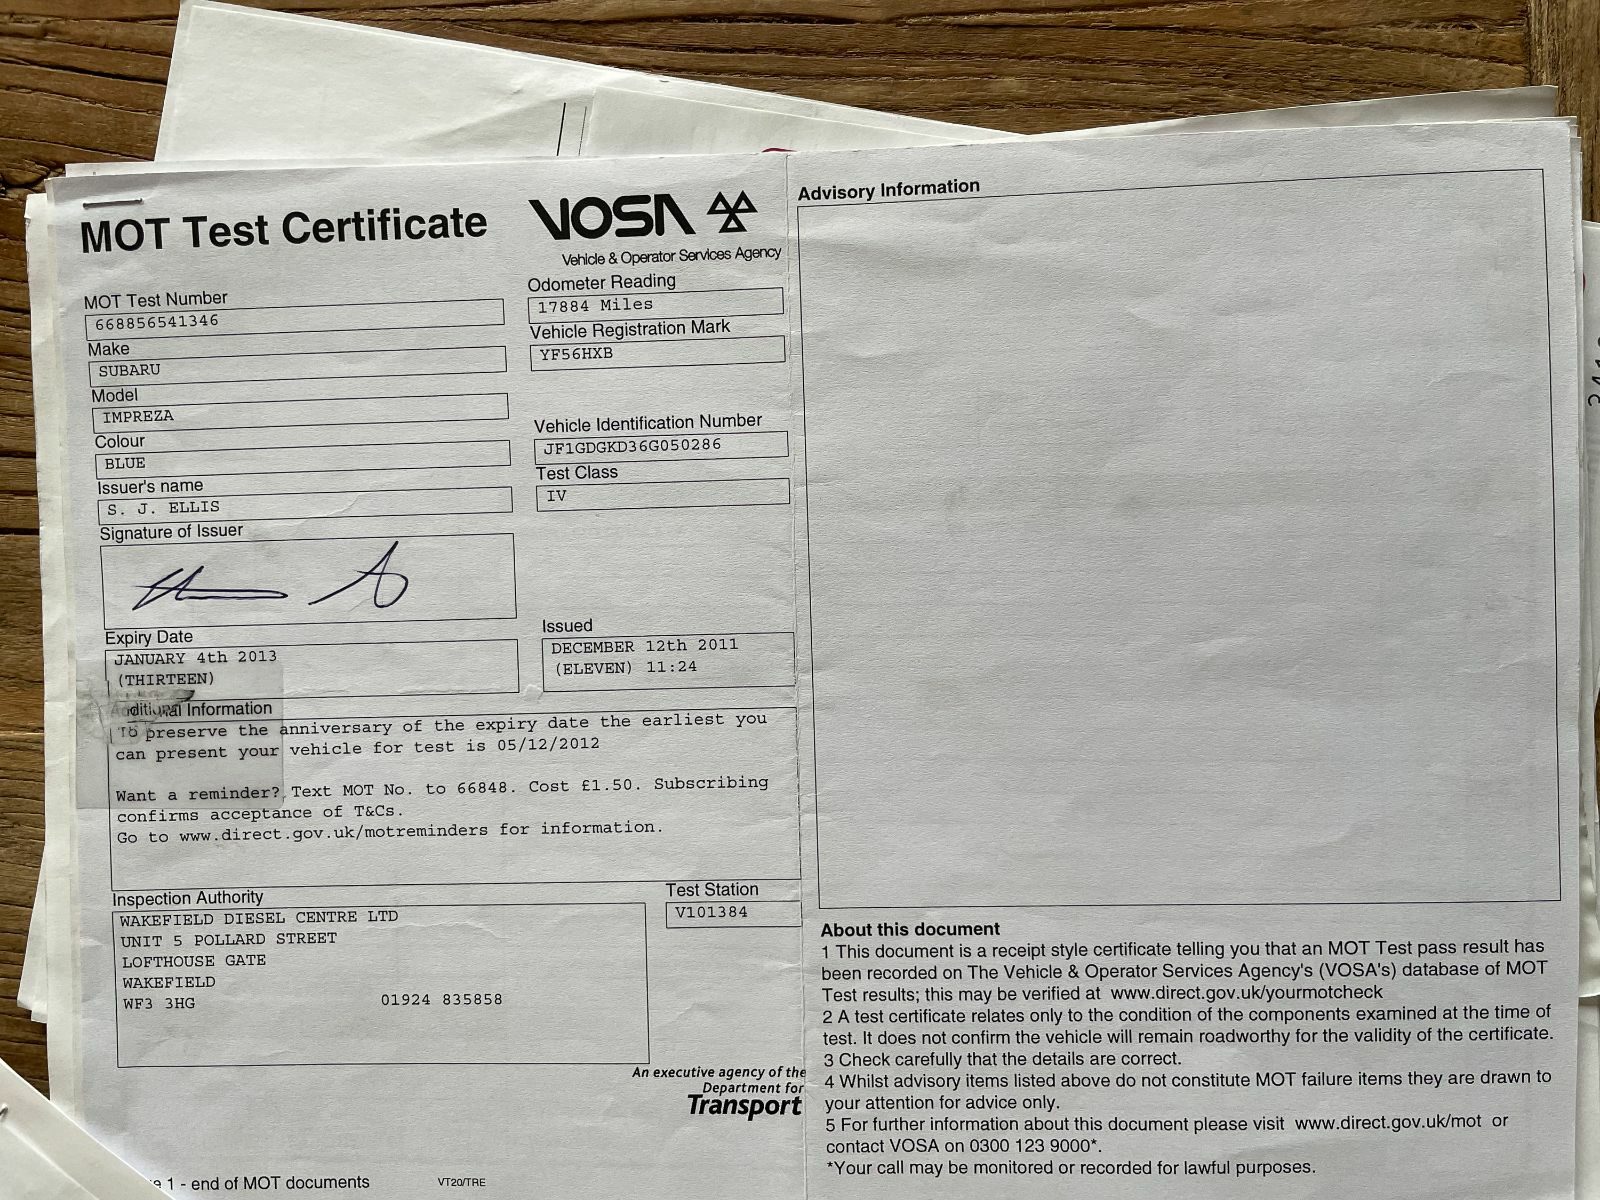 MOT Test Certificate
VOSA
Vehicle & Operator Services Agency
MOT Test Number
668856541346
Make
SUBARU
Model
IMPREZA
Colour
BLUE
Issuer's name
S. J. ELLIS
Signature of Issuer
Odometer Reading
17884 Miles
Vehicle Registration Mark
YF56HXB
Vehicle Identification Number
JF1GDGKD36G050286
Test Class
IV
Expiry Date
JANUARY 4th 2013
(THIRTEEN)
Issued
DECEMBER 12th 2011
(ELEVEN) 11:24
Additional Information
To preserve the anniversary of the expiry date the earliest you
can present your vehicle for test is 05/12/2012
Want a reminder? Text MOT No. to 66848. Cost £1.50. Subscribing
confirms acceptance of T&Cs.
Go to www.direct.gov.uk/motreminders for information.
Inspection Authority
WAKEFIELD DIESEL CENTRE LTD
UNIT 5 POLLARD STREET
LOFTHOUSE GATE
WAKEFIELD
WF3 3HG 01924 835858
Test Station
V101384
An executive agency of the
Department for
Transport
1 - end of MOT documents
VT20/TRE
Advisory Information
About this document
1 This document is a receipt style certificate telling you that an MOT Test pass result has
been recorded on The Vehicle & Operator Services Agency's (VOSA's) database of MOT
Test results; this may be verified at www.direct.gov.uk/yourmotcheck
2 A test certificate relates only to the condition of the components examined at the time of
test. It does not confirm the vehicle will remain roadworthy for the validity of the certificate.
3 Check carefully that the details are correct.
4 Whilst advisory items listed above do not constitute MOT failure items they are drawn to
your attention for advice only.
5 For further information about this document please visit www.direct.gov.uk/mot or
contact VOSA on 0300 123 9000*.
*Your call may be monitored or recorded for lawful purposes.